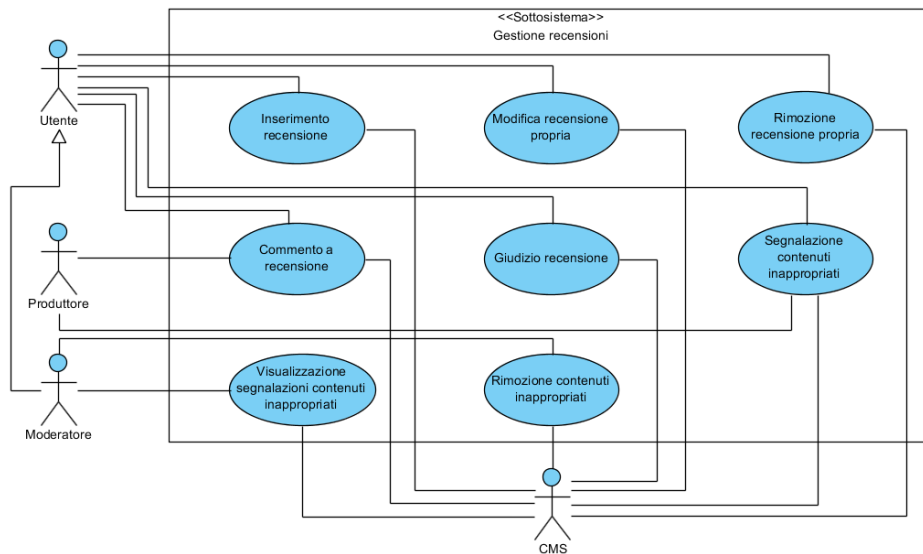 <<Sottosistema>>
Gestione recensioni
Utente
Inserimento
recensione
Modifica recensione
propria
Rimozione
recensione propria
Commento a
recensione
Giudizio recensione
Segnalazione
contenuti
inappropriati
Produttore
Visualizzazione
segnalazioni contenuti
inappropriati
Rimozione contenuti
inappropriati
Moderatore
CMS